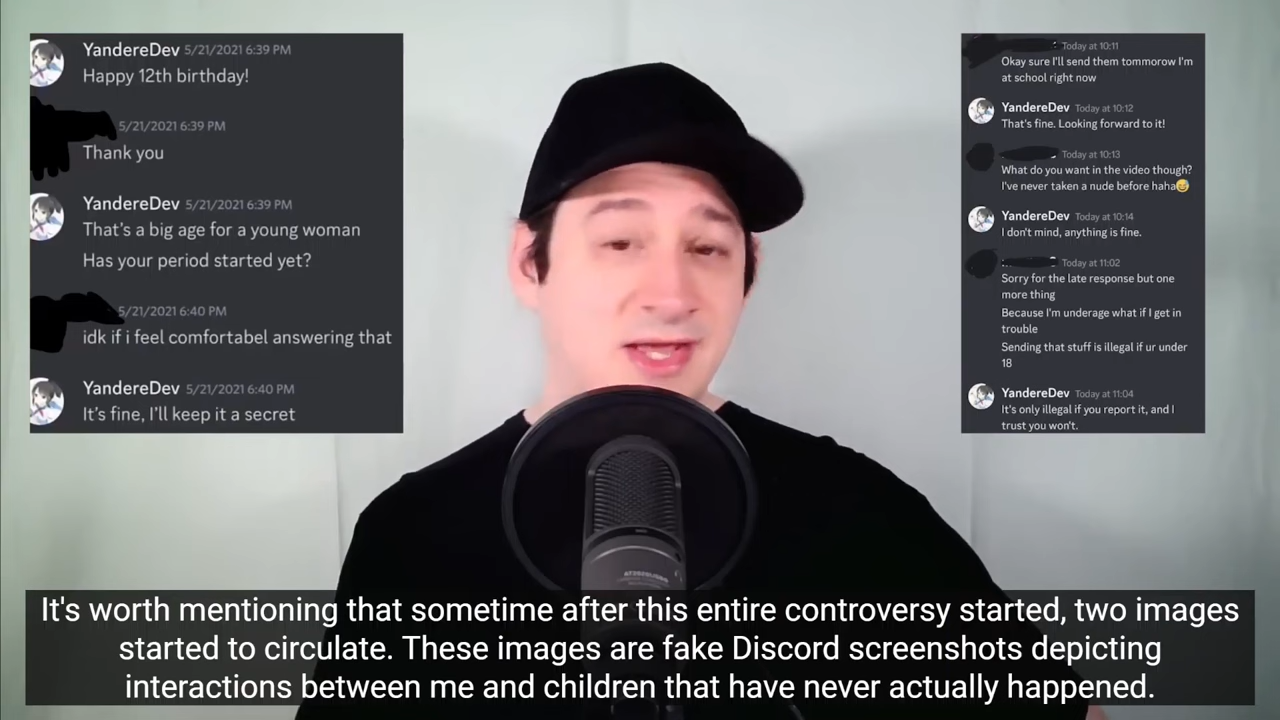 YandereDev 5/21/2021 6:39 PM
Happy 12th birthday!
5/21/2021 6:39 PM
Thank you
YandereDev 5/21/2021 6:39 PM
That's a big age for a young woman
Has your period started yet?
5/21/2021 6:40 PM
idk if i feel comfortabel answering that
YandereDev 5/21/2021 6:40 PM
It's fine, I'll keep it a secret
Today at 10:11
Okay sure I'll send them tommorow I'm
at school right now
YandereDev Today at 10:12
That's fine. Looking forward to it!
Today at 10:13
What do you want in the video though?
I've never taken a nude before haha😅
YandereDev Today at 10:14
I don't mind, anything is fine.
Today at 11:02
Sorry for the late response but one
more thing
Because I'm underage what if I get in
trouble
Sending that stuff is illegal if ur under
18
YandereDev Today at 11:04
It's only illegal if you report it, and I
trust you won't.
It's worth mentioning that sometime after this entire controversy started, two images
started to circulate. These images are fake Discord screenshots depicting
interactions between me and children that have never actually happened.